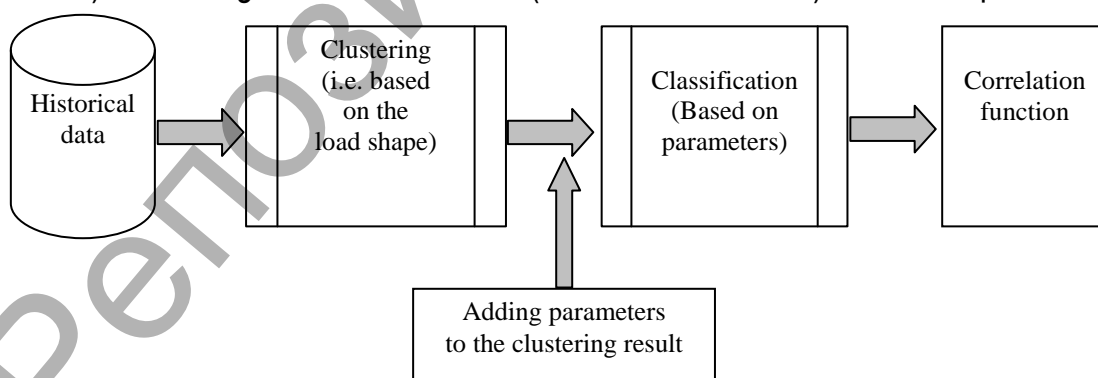 Historical
data
Clustering
(i.e. based
on the
load shape)
Classification
(Based on
parameters)
Correlation
function
Adding parameters
to the clustering result
Репози